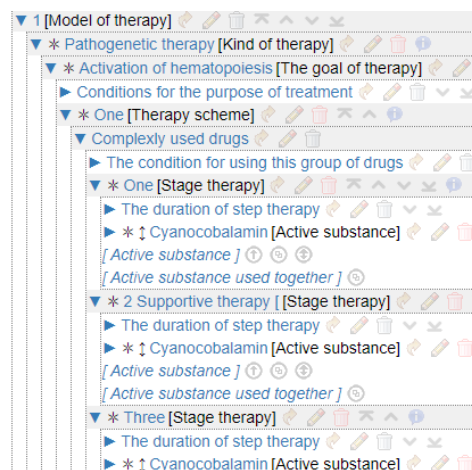 1 [Model of therapy]
* Pathogenetic therapy [Kind of therapy]
* Activation of hematopoiesis [The goal of therapy]
Conditions for the purpose of treatment
* One [Therapy scheme]
Complexly used drugs
The condition for using this group of drugs
* One [Stage therapy]
The duration of step therapy
* Cyanocobalamin [Active substance]
[ Active substance ]
[Active substance used together ]
* 2 Supportive therapy [ [Stage therapy]
The duration of step therapy
* Cyanocobalamin [Active substance]
[ Active substance ]
[Active substance used together ]
* Three [Stage therapy]
The duration of step therapy
* Cyanocobalamin [Active substance]